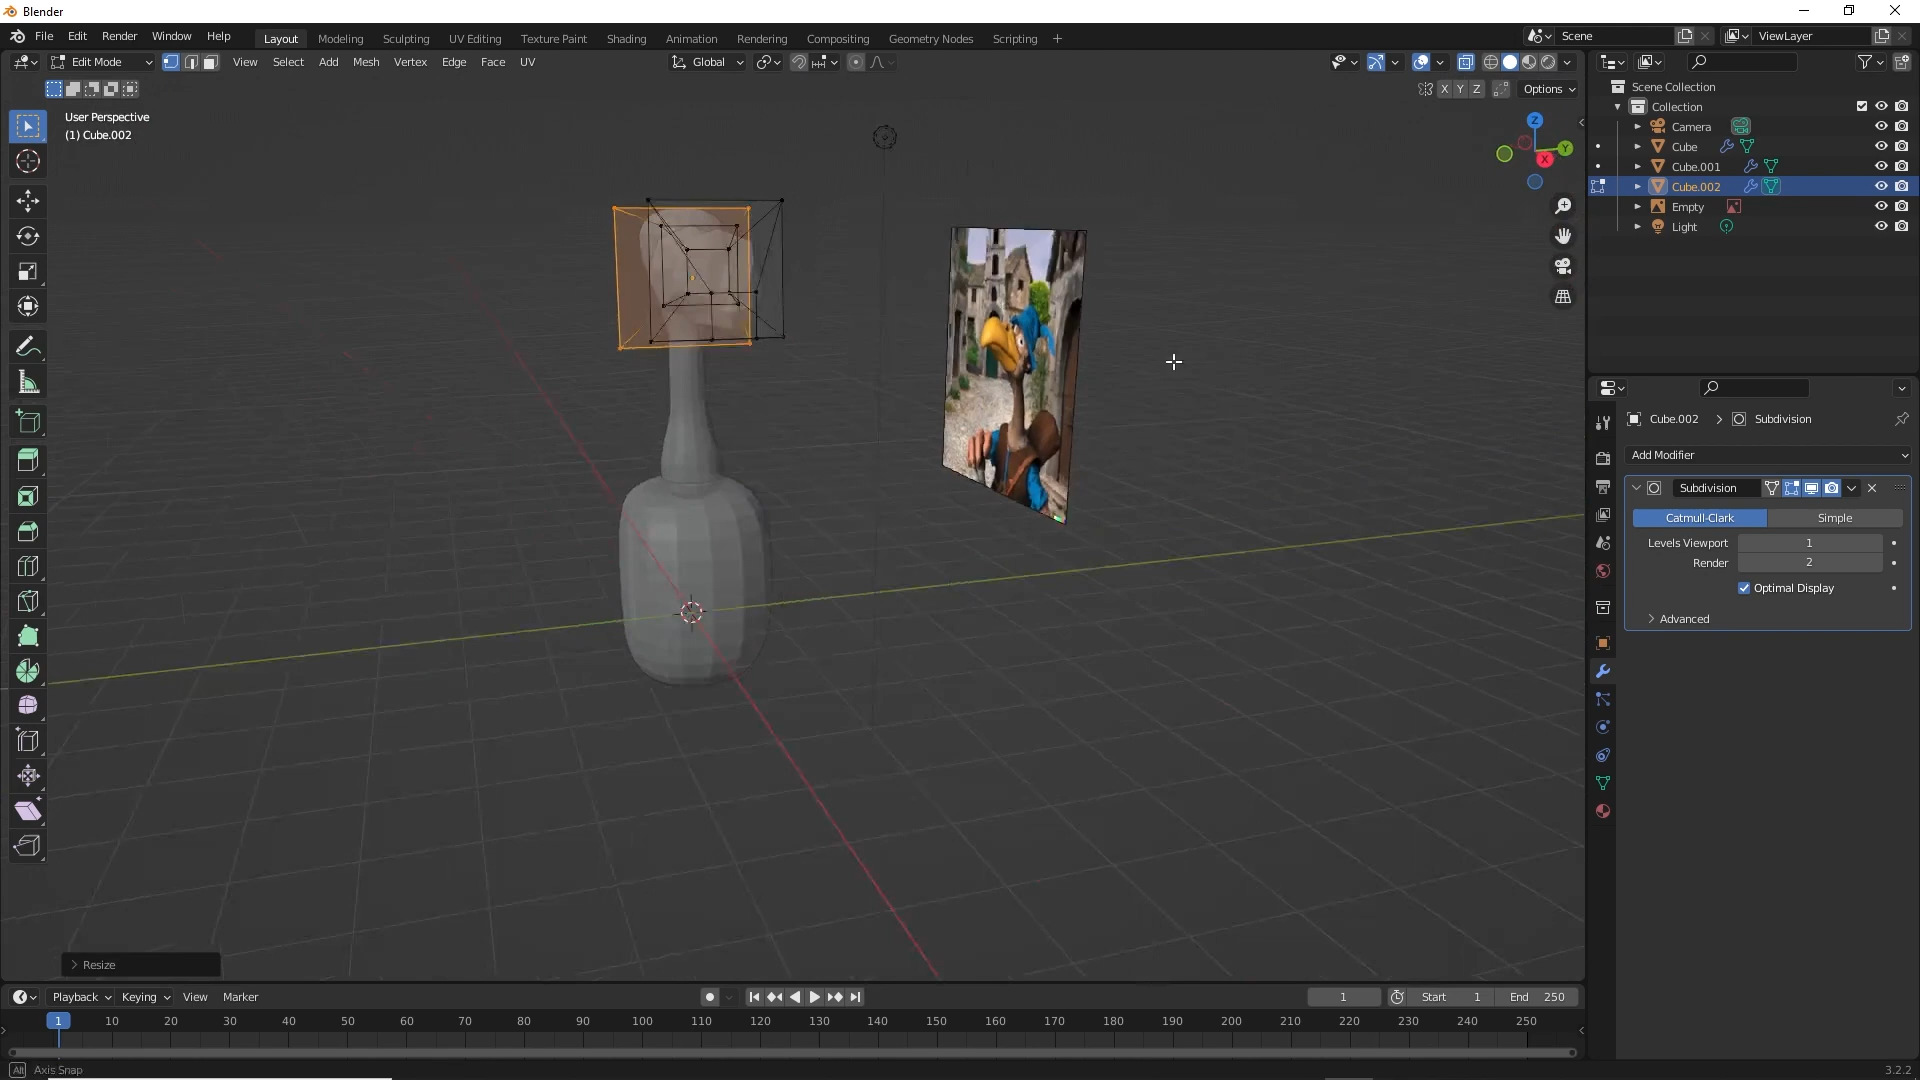 Blender
File Edit Render Window Help
Layout Modeling Sculpting UV Editing Texture Paint Shading Animation Rendering Compositing Geometry Nodes Scripting +
Scene
ViewLayer
Edit Mode View Select Add Mesh Vertex Edge Face UV
Global
X Y Z Options
User Perspective
(1) Cube.002
Z
Y
X
Scene Collection
Collection
Camera
Cube
Cube.001
Cube.002
Empty
Light
Cube.002 > Subdivision
Add Modifier
Subdivision
Catmull-Clark Simple
Levels Viewport 1
Render 2
Optimal Display
Advanced
> Resize
Playback Keying View Marker
1 Start 1 End 250
1 10 20 30 40 50 60 70 80 90 100 110 120 130 140 150 160 170 180 190 200 210 220 230 240 250
Alt Axis Snap
3.2.2